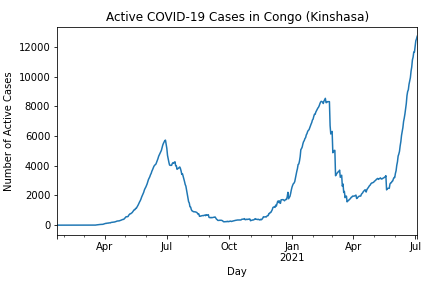 Active COVID-19 Cases in Congo (Kinshasa)
Number of Active Cases
12000
10000
8000
6000
4000
2000
0
Apr
Jul
Oct
Jan
2021
Apr
Jul
Day